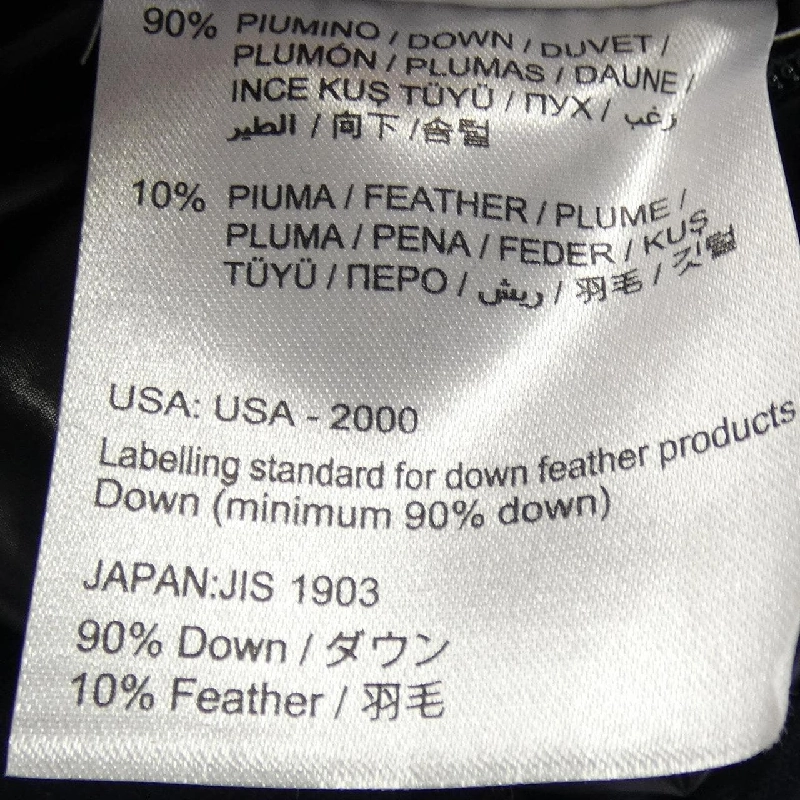 90% PIUMINO / DOWN / DUVET /
PLUMÓN / PLUMAS / DAUNE /
INCE KUŞ TÜYÜ / ПУХ / زغب
الطير / 向下 / 솜털
10% PIUMA / FEATHER / PLUME /
PLUMA / PENA / FEDER / KUŞ
TÜYÜ / ПЕРО / ريش / 羽毛 / 깃털
USA: USA - 2000
Labelling standard for down feather products
Down (minimum 90% down)
JAPAN:JIS 1903
90% Down / ダウン
10% Feather / 羽毛